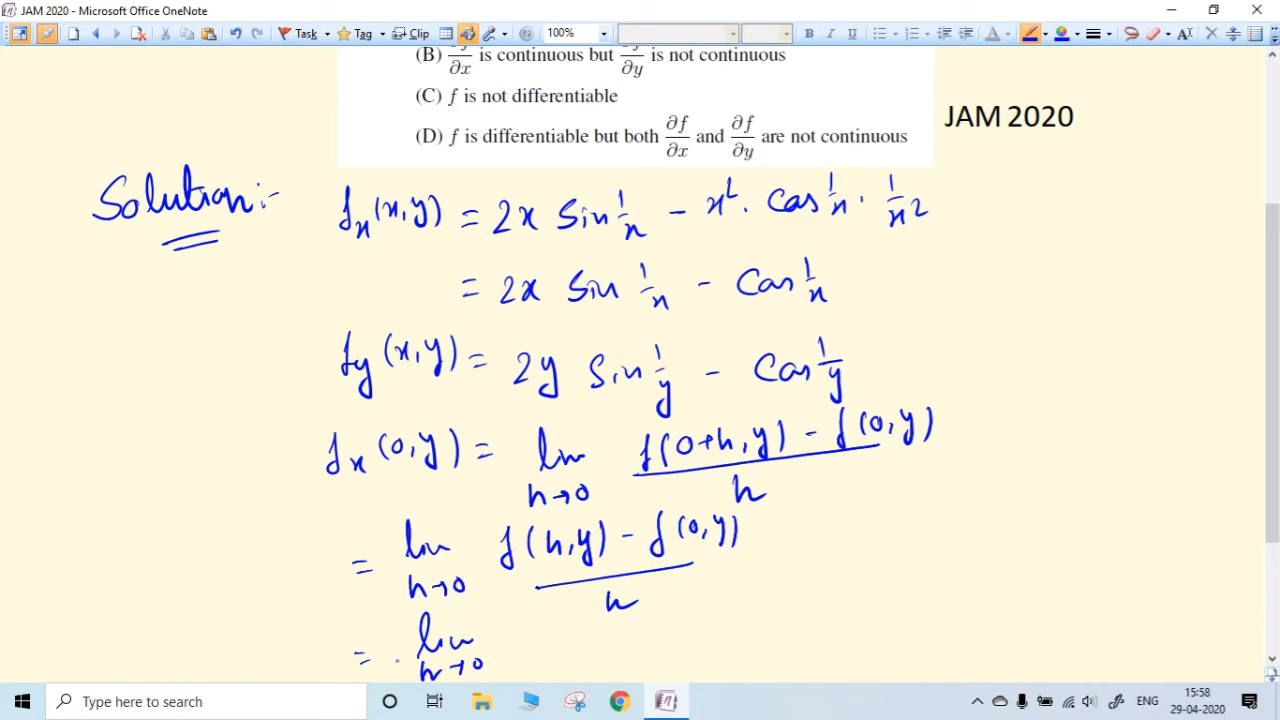 JAM 2020 - Microsoft Office OneNote
Task Tag Clip 100% B I U
(B) ∂f/∂x is continuous but ∂f/∂y is not continuous
(C) f is not differentiable
(D) f is differentiable but both ∂f/∂x and ∂f/∂y are not continuous
JAM 2020
Solution:-
fx(x,y) = 2x Sin 1/x - x². Cos 1/x . 1/x²
= 2x Sin 1/x - Cos 1/x
fy(x,y) = 2y Sin 1/y - Cos 1/y
fx(0,y) = lim h→0 f(0+h,y) - f(0,y) / h
= lim h→0 f(h,y) - f(0,y) / h
= lim h→0
Type here to search
ENG
15:58
29-04-2020